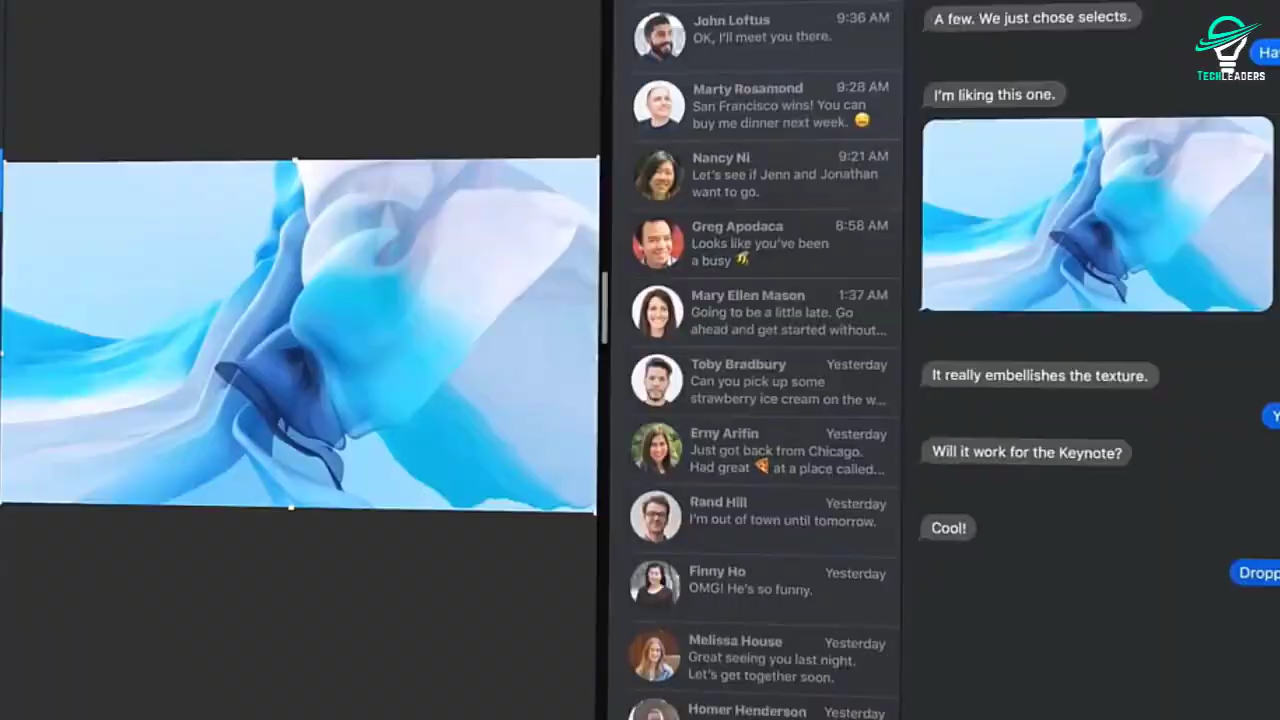 John Loftus
9:36 AM
OK, I'll meet you there.
Marty Rosamond
9:28 AM
San Francisco wins! You can
buy me dinner next week. 😄
Nancy Ni
9:21 AM
Let's see if Jenn and Jonathan
want to go.
Greg Apodaca
8:58 AM
Looks like you've been
a busy 🐝
Mary Ellen Mason
1:37 AM
Going to be a little late. Go
ahead and get started without...
Toby Bradbury
Yesterday
Can you pick up some
strawberry ice cream on the w...
Erny Arifin
Yesterday
Just got back from Chicago.
Had great 🍕 at a place called...
Rand Hill
Yesterday
I'm out of town until tomorrow.
Finny Ho
Yesterday
OMG! He's so funny.
Melissa House
Yesterday
Great seeing you last night.
Let's get together soon.
Homer Henderson
Yesterday
A few. We just chose selects.
Ha
I'm liking this one.
It really embellishes the texture.
Y
Will it work for the Keynote?
Cool!
Dropp
TECHLEADERS